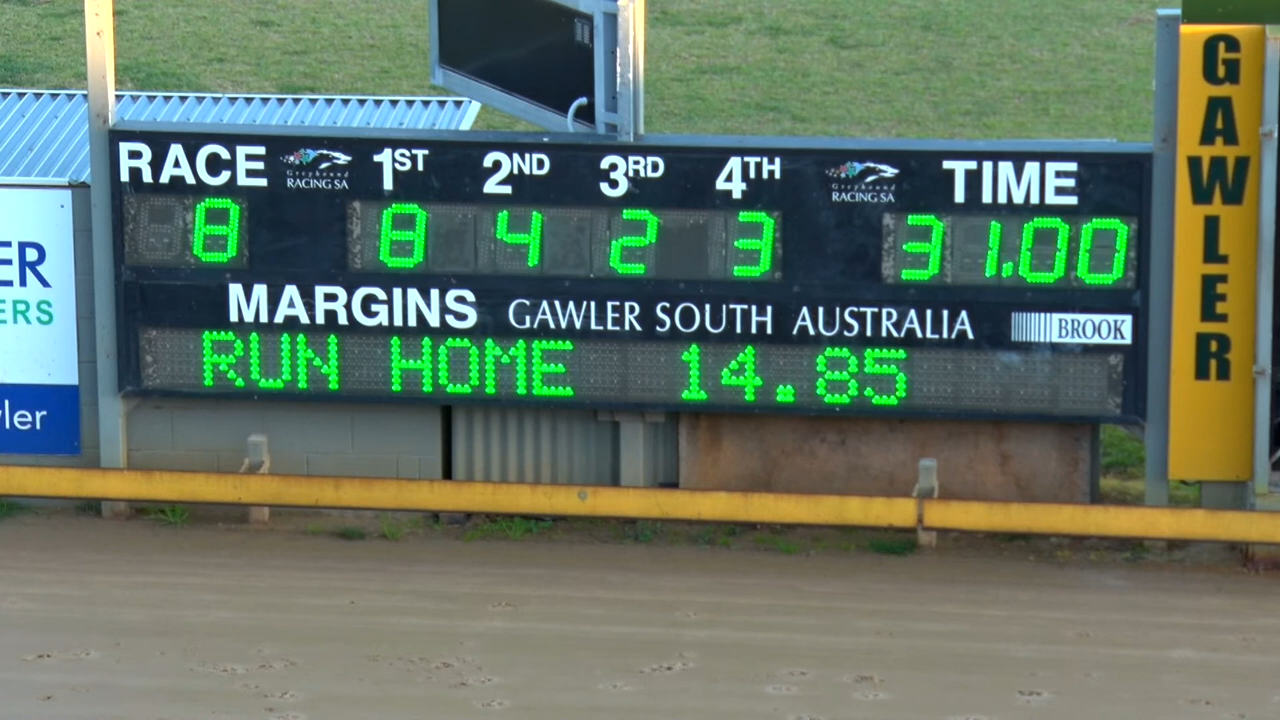 RACE 1ST 2ND 3RD 4TH TIME
Greyhound RACING SA
Greyhound RACING SA
8 8 4 2 3 31.00
MARGINS GAWLER SOUTH AUSTRALIA BROOK
RUN HOME 14.85
GAWLER
ER
ERS
ler